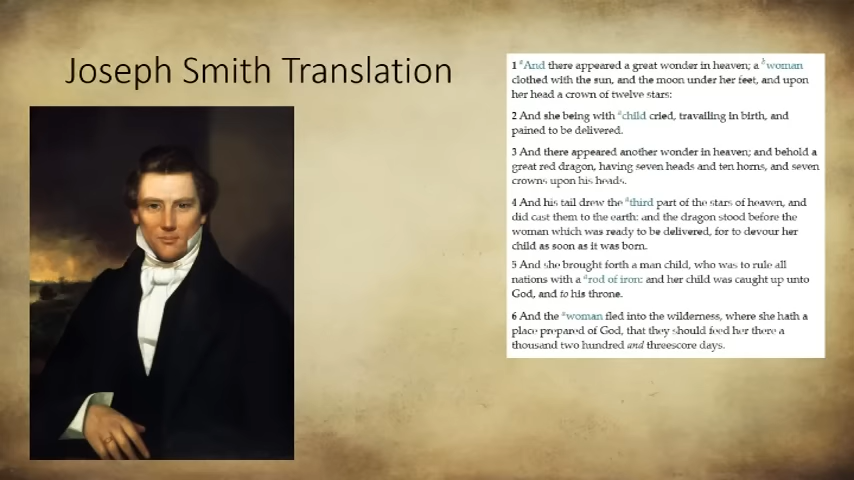 Joseph Smith Translation
1 ᵃAnd there appeared a great wonder in heaven; a ᵇwoman
clothed with the sun, and the moon under her feet, and upon
her head a crown of twelve stars:
2 And she being with ᵃchild cried, travailing in birth, and
pained to be delivered.
3 And there appeared another wonder in heaven; and behold a
great red dragon, having seven heads and ten horns, and seven
crowns upon his heads.
4 And his tail drew the ᵃthird part of the stars of heaven, and
did cast them to the earth: and the dragon stood before the
woman which was ready to be delivered, for to devour her
child as soon as it was born.
5 And she brought forth a man child, who was to rule all
nations with a ᵃrod of iron: and her child was caught up unto
God, and to his throne.
6 And the ᵃwoman fled into the wilderness, where she hath a
place prepared of God, that they should feed her there a
thousand two hundred and threescore days.